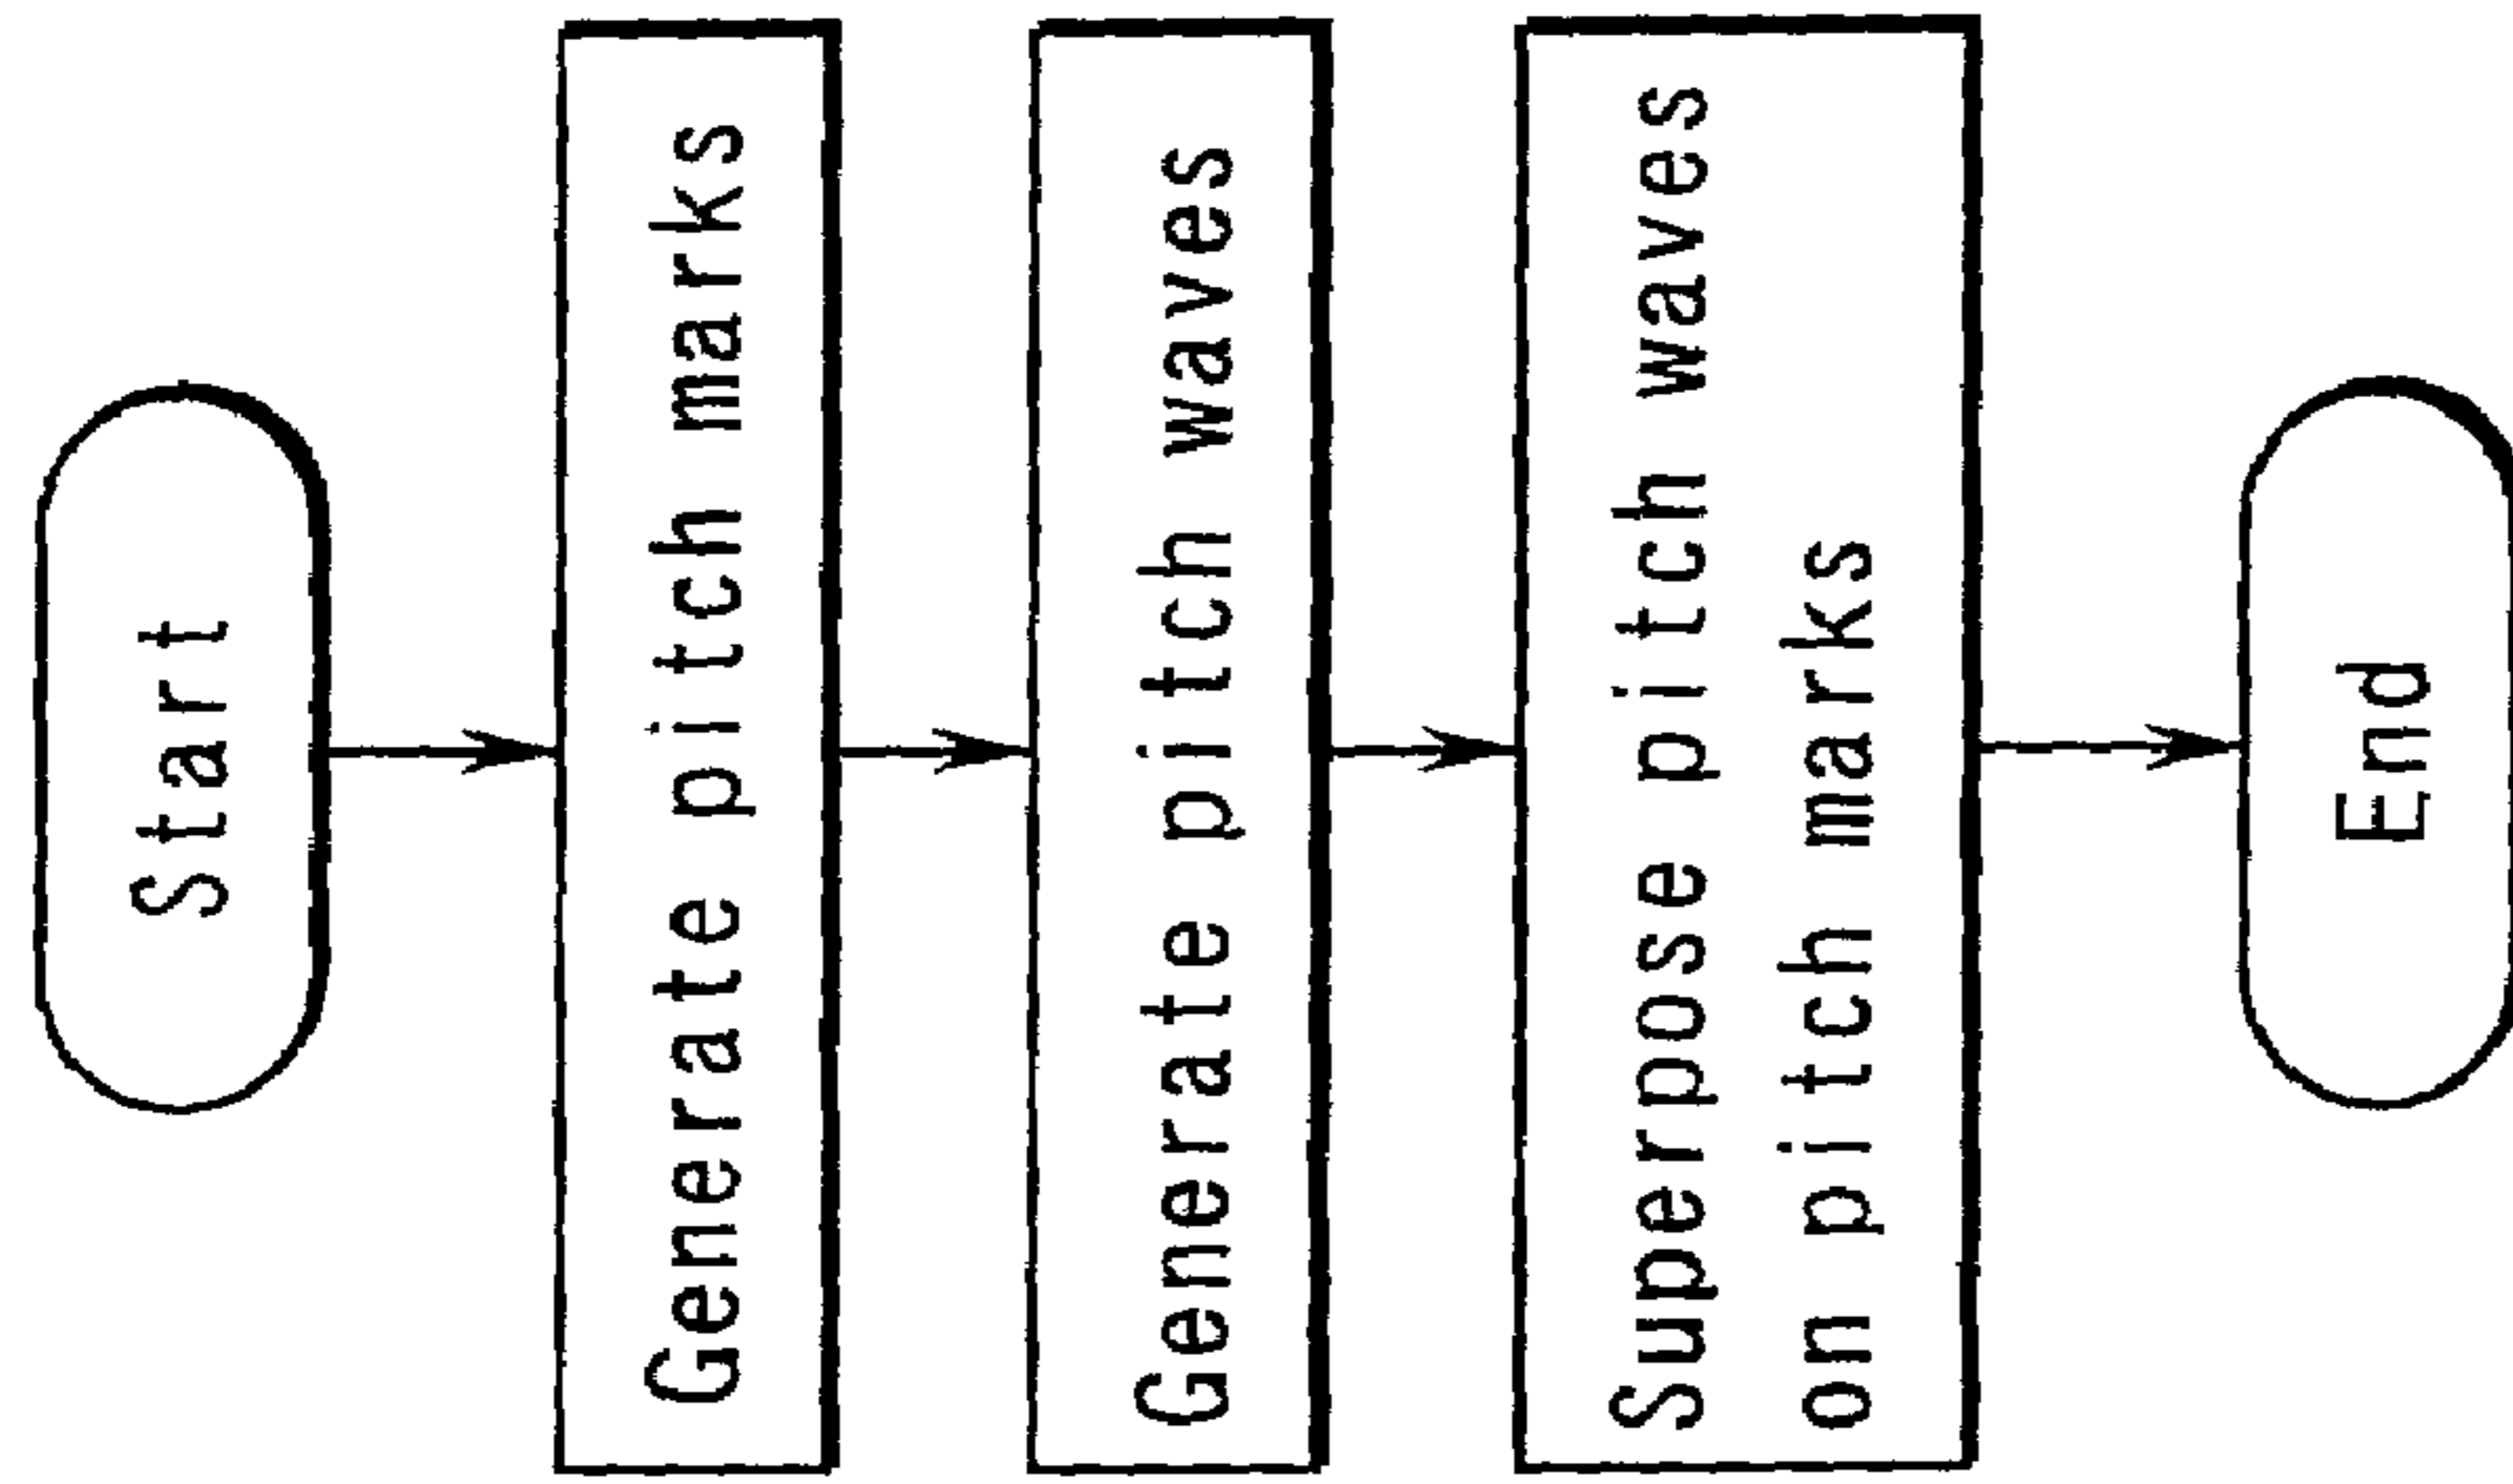 Start
Generate pitch marks
Generate pitch waves
Superpose pitch waves
on pitch marks
End